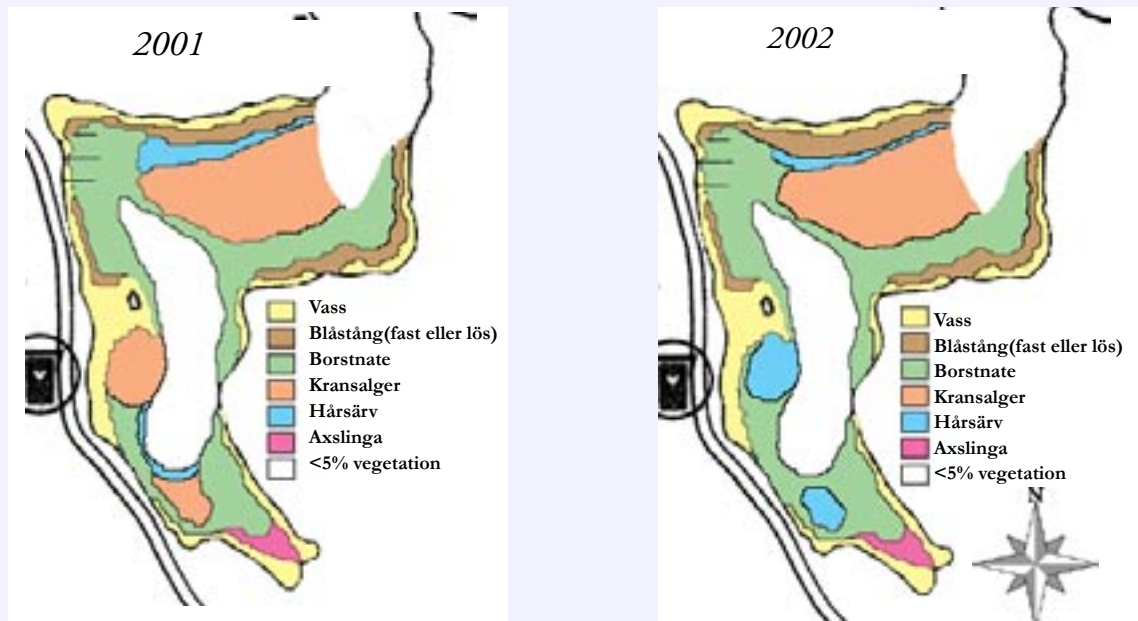 2001
Vass
Blåstång(fast eller lös)
Borstnate
Kransalger
Hårsärv
Axslinga
<5% vegetation
2002
Vass
Blåstång(fast eller lös)
Borstnate
Kransalger
Hårsärv
Axslinga
<5% vegetation
N